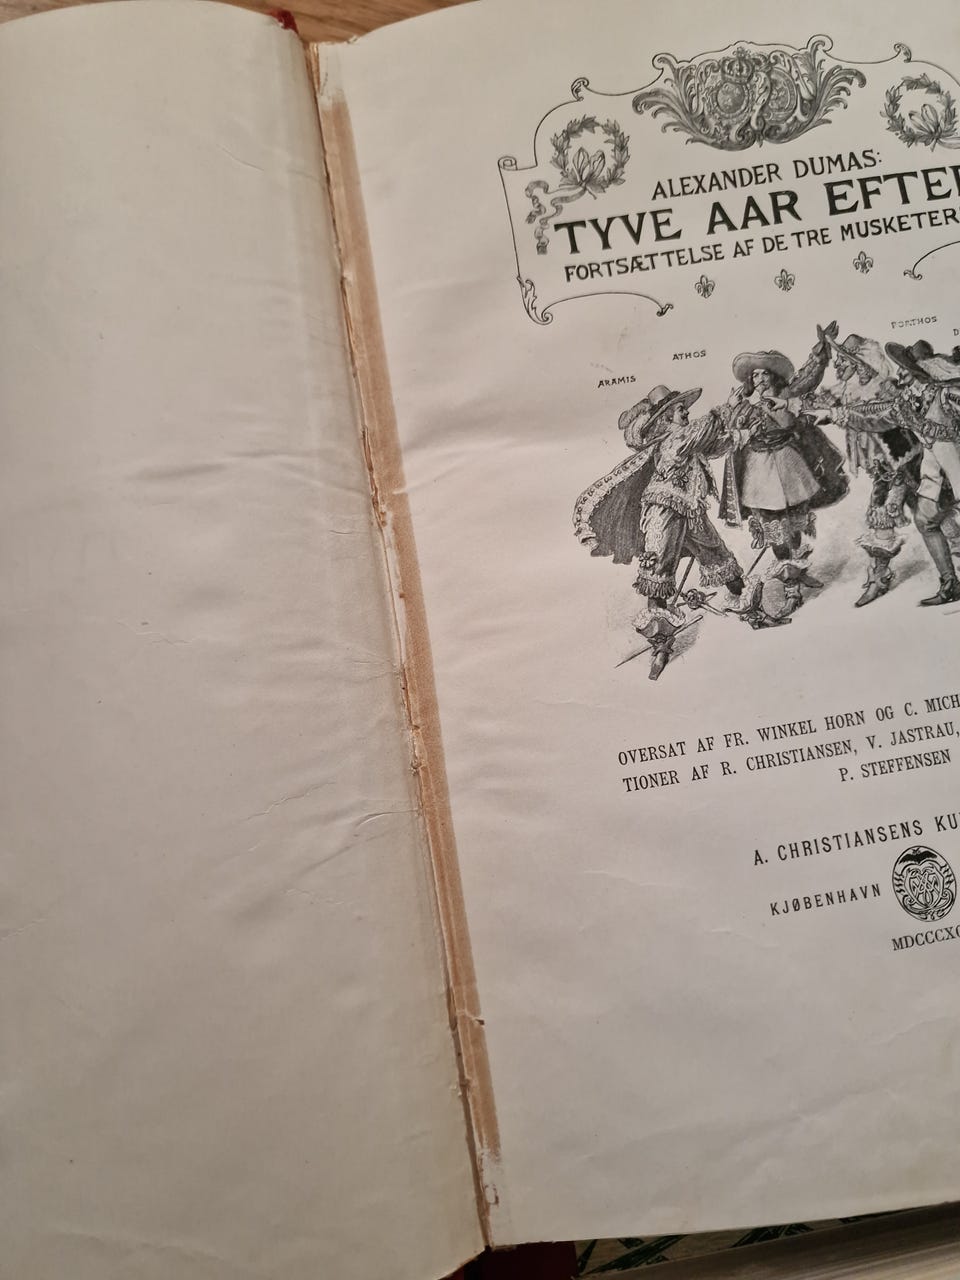 ALEXANDER DUMAS:
TYVE AAR EFTER
FORTSÆTTELSE AF DE TRE MUSKETER
PORTHOS
ATHOS
ARAMIS
D
OVERSAT AF FR. WINKEL HORN OG C. MICH
TIONER AF R. CHRISTIANSEN, V. JASTRAU,
P. STEFFENSEN
A. CHRISTIANSENS KU
KJØBENHAVN
MDCCCXC